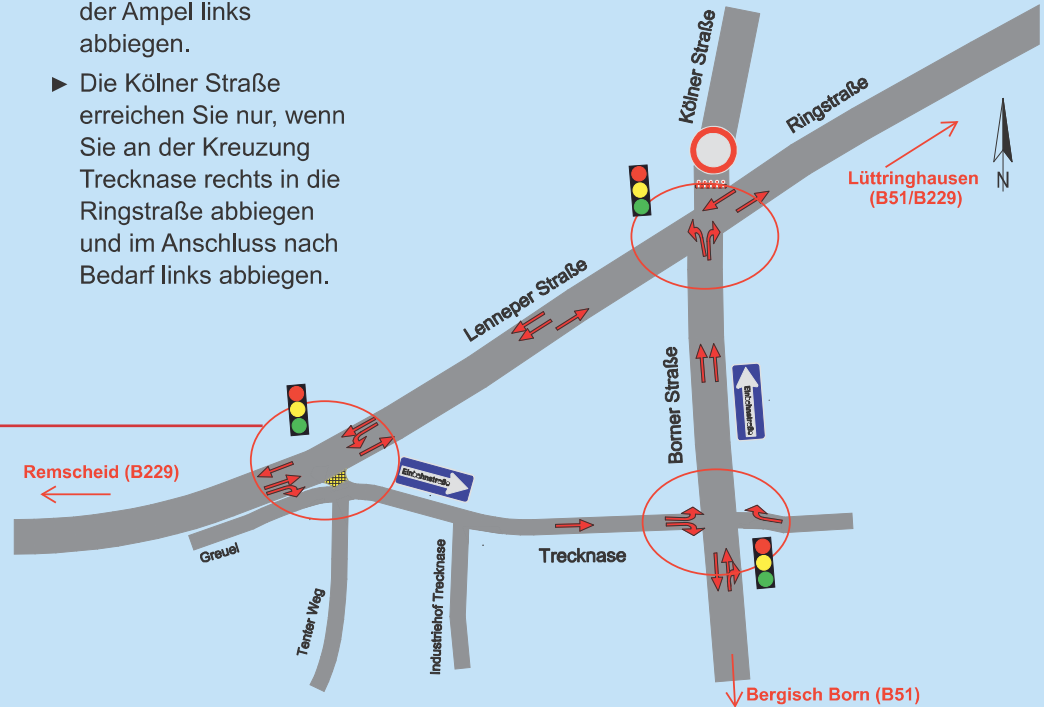 der Ampel links
abbiegen.
► Die Kölner Straße
erreichen Sie nur, wenn
Sie an der Kreuzung
Trecknase rechts in die
Ringstraße abbiegen
und im Anschluss nach
Bedarf links abbiegen.
Kölner Straße
Ringstraße
Lüttringhausen
(B51/B229)
N
Lenneper Straße
Borner Straße
Einbahnstraße
Remscheid (B229)
Einbahnstraße
Greuel
Trecknase
Tenter Weg
Industriehof Trecknase
Bergisch Born (B51)